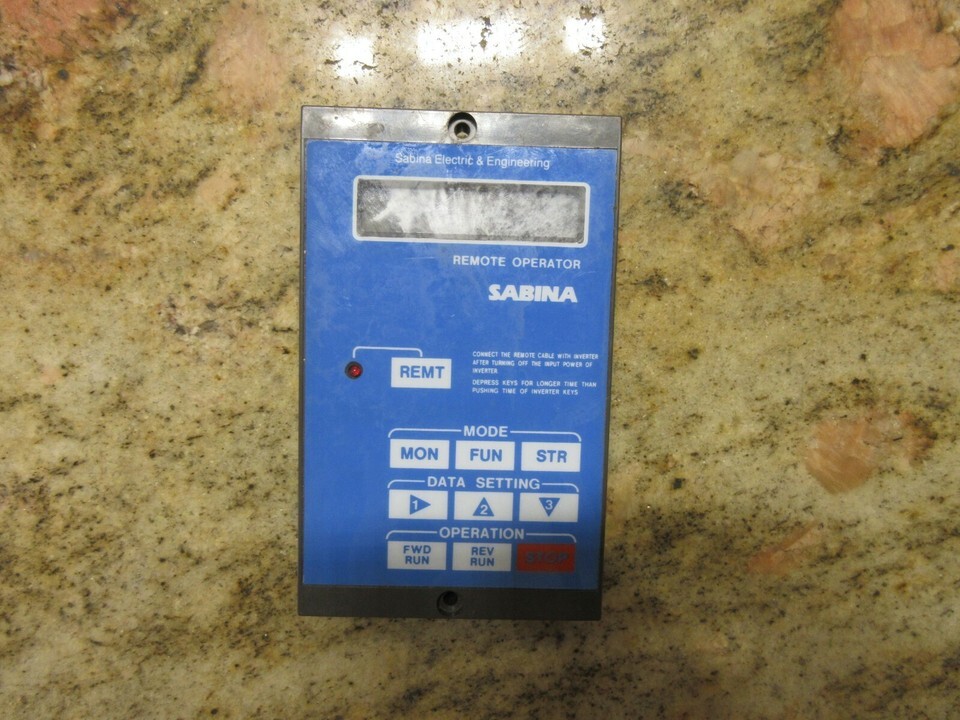 Sabina Electric & Engineering
REMOTE OPERATOR
SABINA
REMT
CONNECT THE REMOTE CABLE WITH INVERTER
AFTER TURNING OFF THE INPUT POWER OF
INVERTER.
DEPRESS KEYS FOR LONGER TIME THAN
PUSHING TIME OF INVERTER KEYS
MODE
MON FUN STR
DATA SETTING
1 2 3
OPERATION
FWD REV
RUN RUN